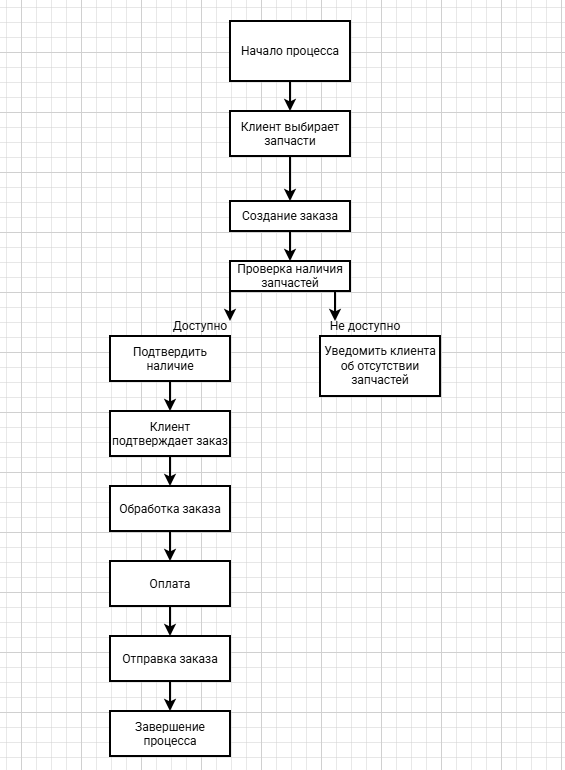 Начало процесса
Клиент выбирает
запчасти
Создание заказа
Проверка наличия
запчастей
Доступно
Не доступно
Подтвердить
наличие
Уведомить клиента
об отсутствии
запчастей
Клиент
подтверждает заказ
Обработка заказа
Оплата
Отправка заказа
Завершение
процесса